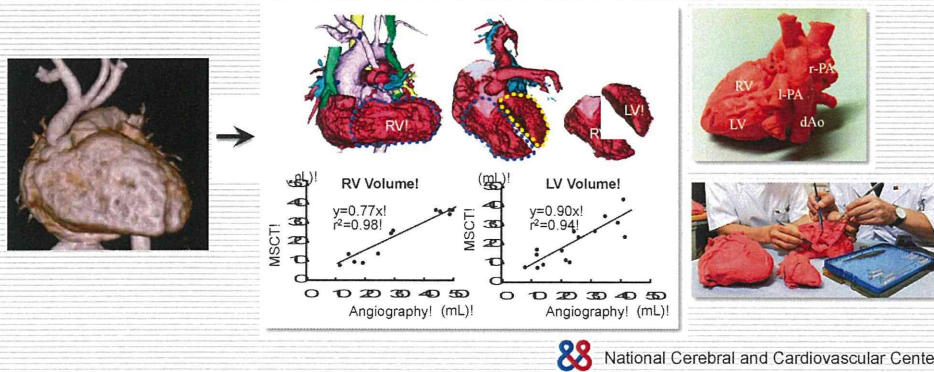 RV!
LV!
RV
r-PA
l-PA
LV
dAo
RV Volume!
y=0.77x!
r²=0.98!
MSCT!
0 10 20 30 40 50
Angiography! (mL)!
(mL)!
LV Volume!
y=0.90x!
r²=0.94!
MSCT!
0 10 20 30 40 50
Angiography! (mL)!
National Cerebral and Cardiovascular Cente